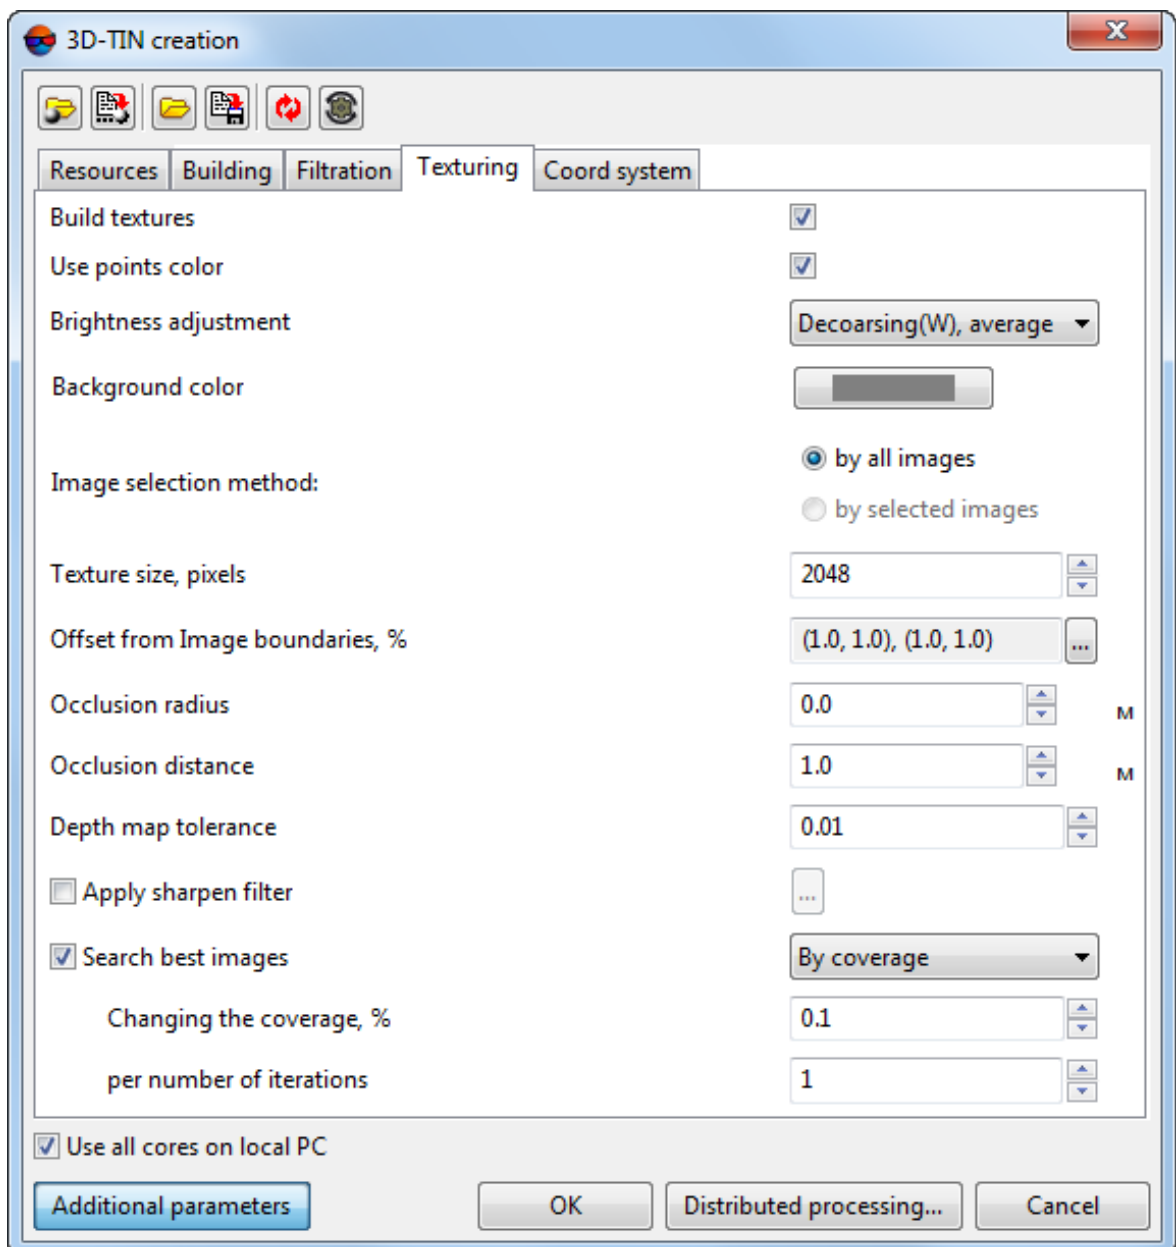 3D-TIN creation
Resources Building Filtration Texturing Coord system
Build textures
Use points color
Brightness adjustment Decoarsing(W), average
Background color
by all images
Image selection method:
by selected images
Texture size, pixels 2048
Offset from Image boundaries, % (1.0, 1.0), (1.0, 1.0) ...
Occlusion radius 0.0 м
Occlusion distance 1.0 м
Depth map tolerance 0.01
Apply sharpen filter ...
Search best images By coverage
Changing the coverage, % 0.1
per number of iterations 1
Use all cores on local PC
Additional parameters OK Distributed processing... Cancel